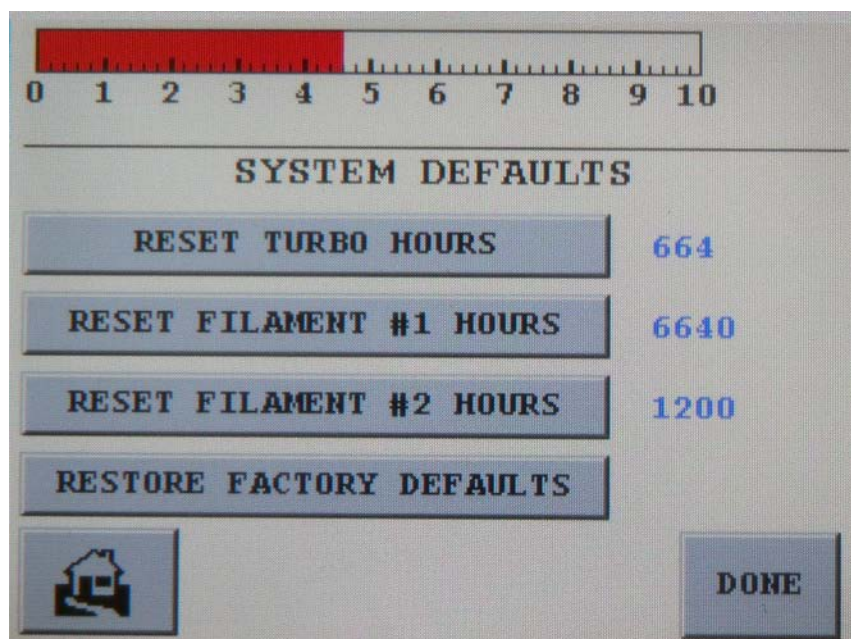 0 1 2 3 4 5 6 7 8 9 10
SYSTEM DEFAULTS
RESET TURBO HOURS 664
RESET FILAMENT #1 HOURS 6640
RESET FILAMENT #2 HOURS 1200
RESTORE FACTORY DEFAULTS
DONE